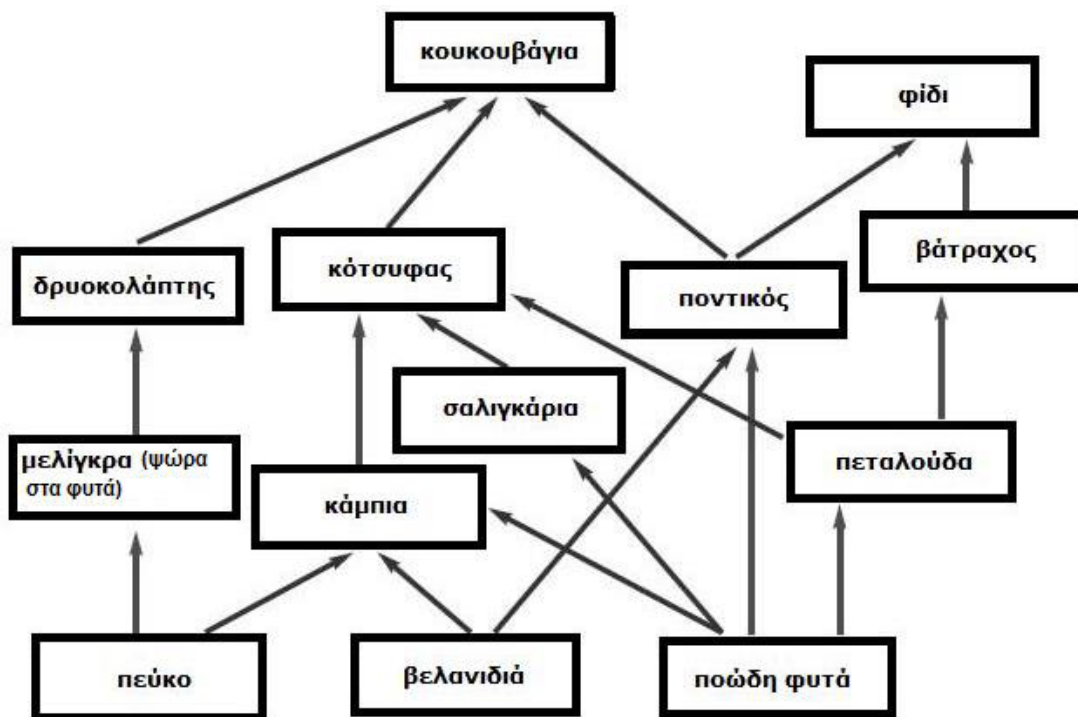 κουκουβάγια
φίδι
βάτραχος
κότσυφας
δρυοκολάπτης
ποντικός
σαλιγκάρια
μελίγκρα (ψώρα
στα φυτά)
πεταλούδα
κάμπια
πεύκο
βελανιδιά
ποώδη φυτά